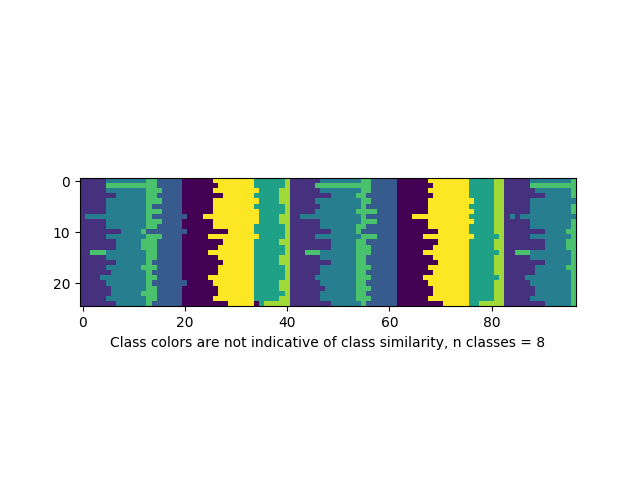 0
10
20
0 20 40 60 80
Class colors are not indicative of class similarity, n classes = 8